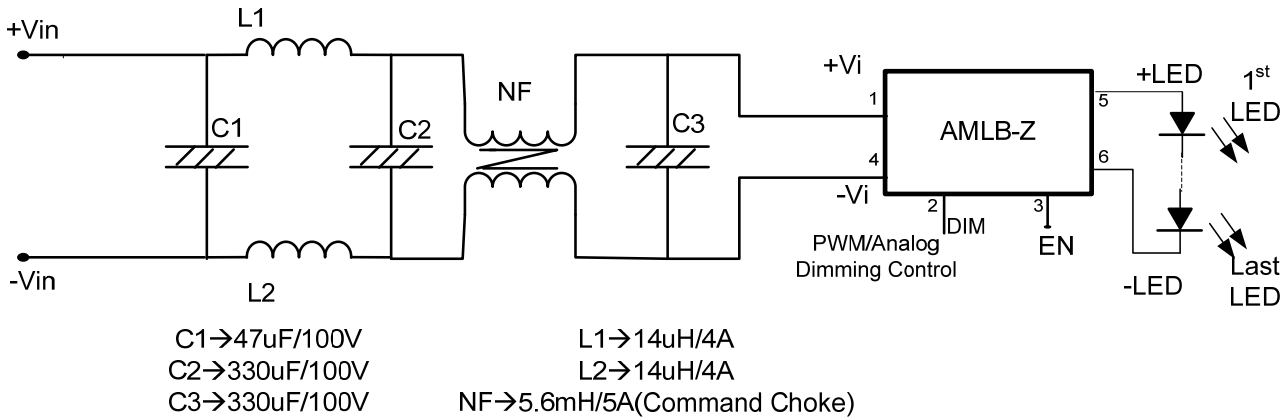 +Vin
L1
NF
C1
C2
C3
+Vi
1
4
-Vi
AMLB-Z
2
DIM
3
EN
PWM/Analog
Dimming Control
5
6
+LED
1st
LED
-LED
Last
LED
-Vin
L2
C1→47uF/100V
C2→330uF/100V
C3→330uF/100V
L1→14uH/4A
L2→14uH/4A
NF→5.6mH/5A(Command Choke)